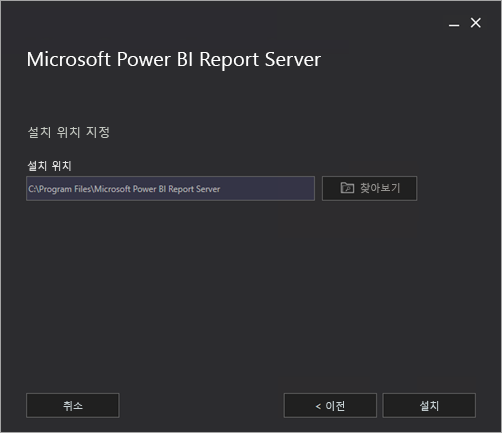 Microsoft Power BI Report Server
설치 위치 지정
설치 위치
C:\Program Files\Microsoft Power BI Report Server
찾아보기
취소
< 이전
설치